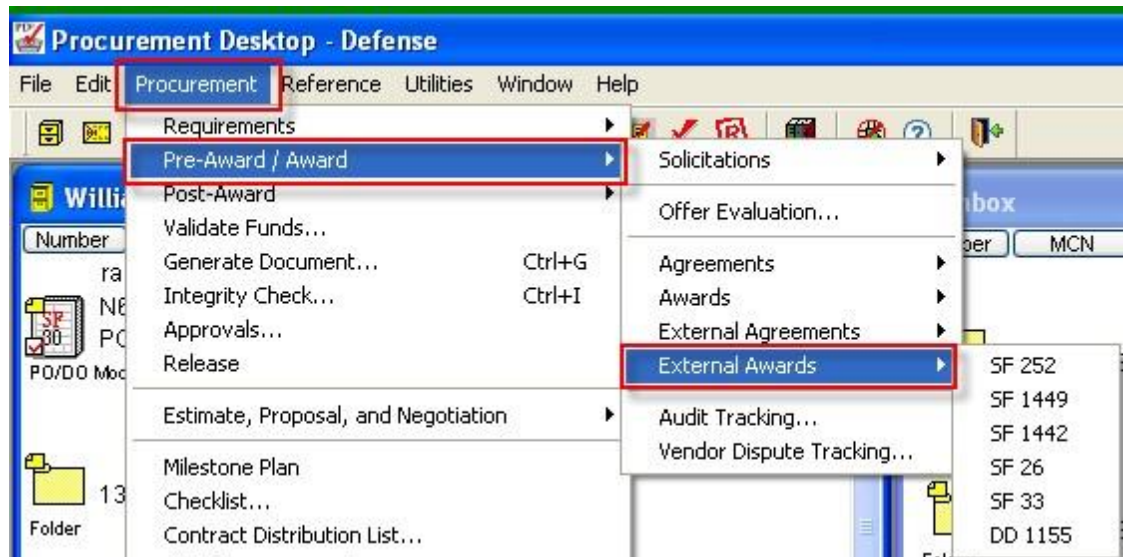 Procurement Desktop - Defense
File Edit Procurement Reference Utilities Window Help
Requirements
Pre-Award / Award
Post-Award
Validate Funds...
Generate Document... Ctrl+G
Integrity Check... Ctrl+I
Approvals...
Release
Estimate, Proposal, and Negotiation
Milestone Plan
Checklist...
Contract Distribution List...
Solicitations
Offer Evaluation...
Agreements
Awards
External Agreements
External Awards
Audit Tracking...
Vendor Dispute Tracking...
SF 252
SF 1449
SF 1442
SF 26
SF 33
DD 1155
Number
SF
30
PO/DO Mod
13
Folder
MCN